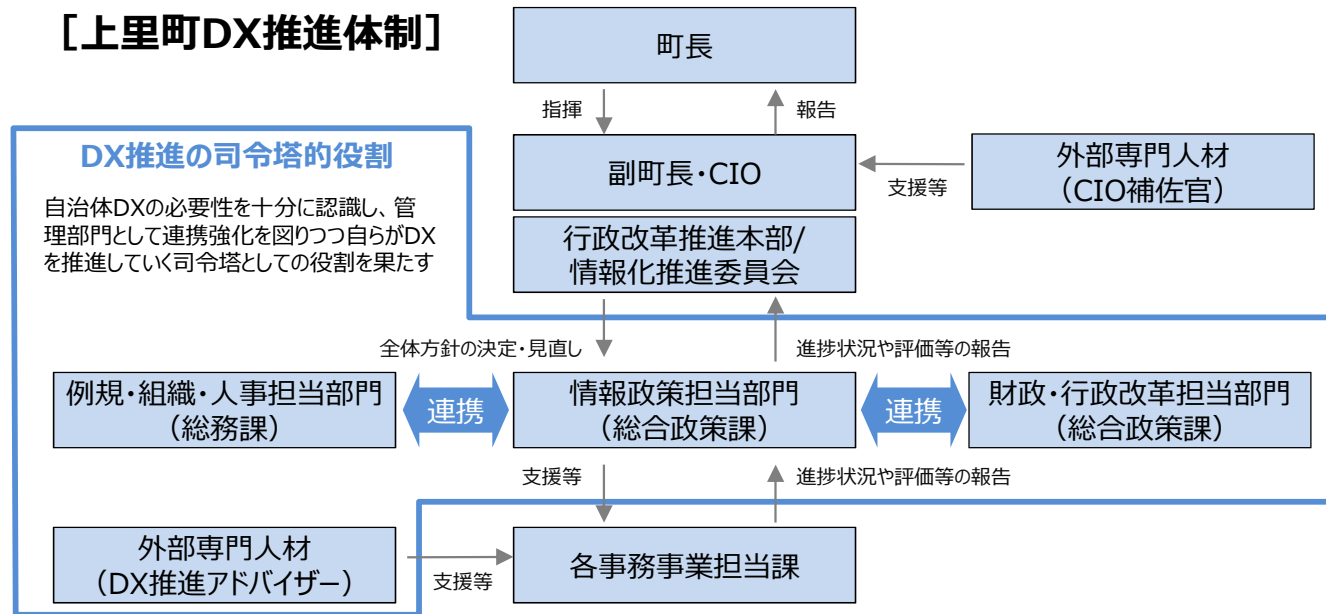 ［上里町DX推進体制］
町長
指揮
報告
DX推進の司令塔的役割
自治体DXの必要性を十分に認識し、管
理部門として連携強化を図りつつ自らがDX
を推進していく司令塔としての役割を果たす
副町長・CIO
支援等
外部専門人材
（CIO補佐官）
行政改革推進本部/
情報化推進委員会
全体方針の決定・見直し
進捗状況や評価等の報告
例規・組織・人事担当部門
（総務課）
連携
情報政策担当部門
（総合政策課）
連携
財政・行政改革担当部門
（総合政策課）
支援等
進捗状況や評価等の報告
外部専門人材
（DX推進アドバイザー）
支援等
各事務事業担当課